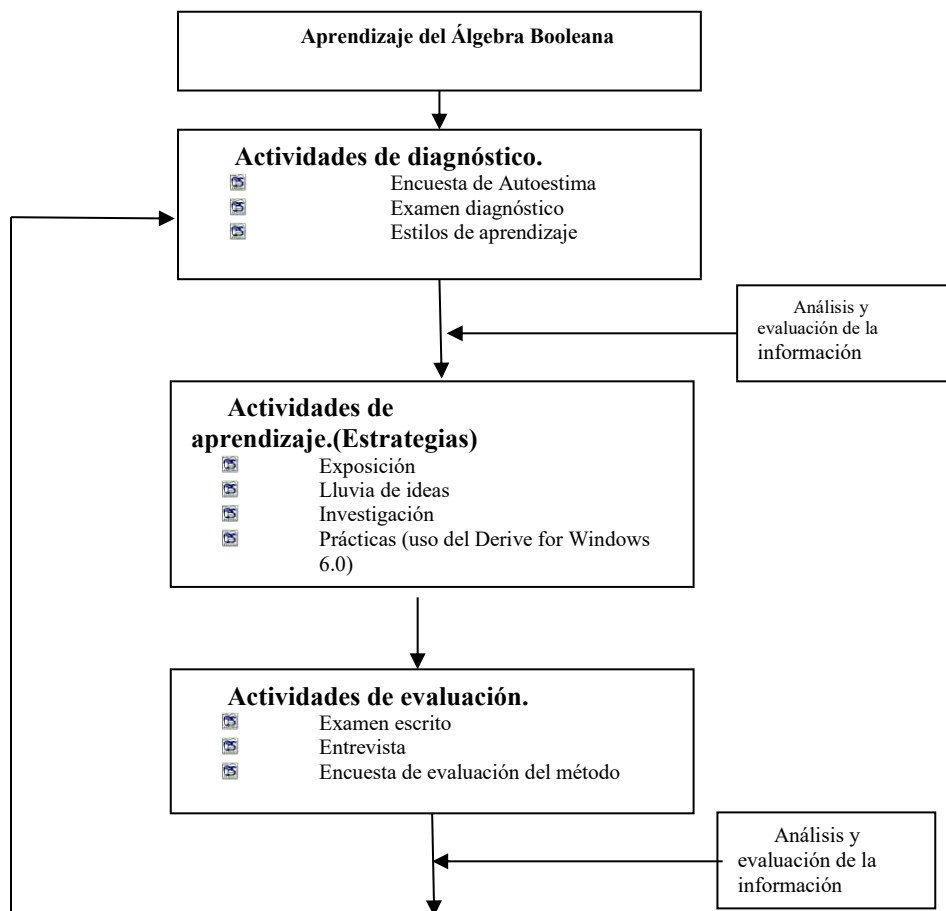 Aprendizaje del Álgebra Booleana
Actividades de diagnóstico.
Encuesta de Autoestima
Examen diagnóstico
Estilos de aprendizaje
Análisis y
evaluación de la
información
Actividades de
aprendizaje.(Estrategias)
Exposición
Lluvia de ideas
Investigación
Prácticas (uso del Derive for Windows
6.0)
Actividades de evaluación.
Examen escrito
Entrevista
Encuesta de evaluación del método
Análisis y
evaluación de la
información